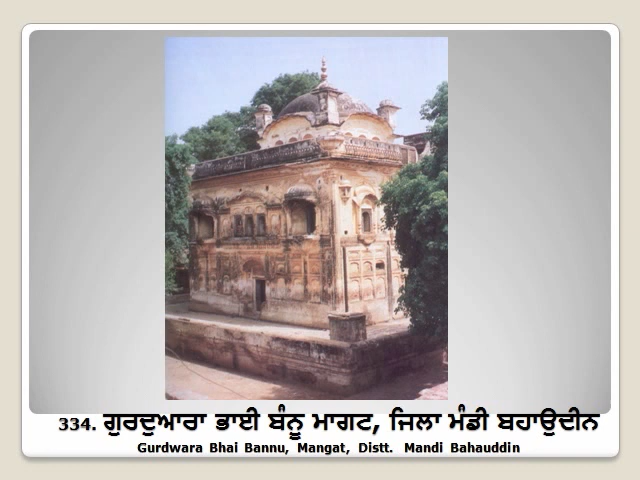 334. ਗੁਰਦੁਆਰਾ ਭਾਈ ਬੰਨੂ ਮਾਗਟ, ਜਿਲਾ ਮੰਡੀ ਬਹਾਉਦੀਨ
Gurdwara Bhai Bannu, Mangat, Distt. Mandi Bahauddin